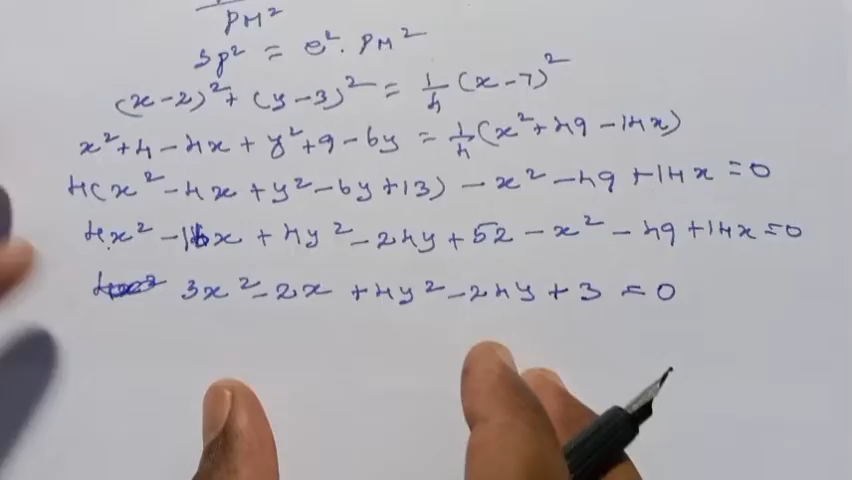 PM²
SP² = e². PM²
(x-2)² + (y-3)² = 1/4 (x-7)²
x²+4-4x+y²+9-6y = 1/4 (x²+49-14x)
4(x²-4x+y²-6y+13) - x²-49+14x = 0
4x²-16x+4y²-24y+52-x²-49+14x=0
3x²-2x+4y²-24y+3 = 0